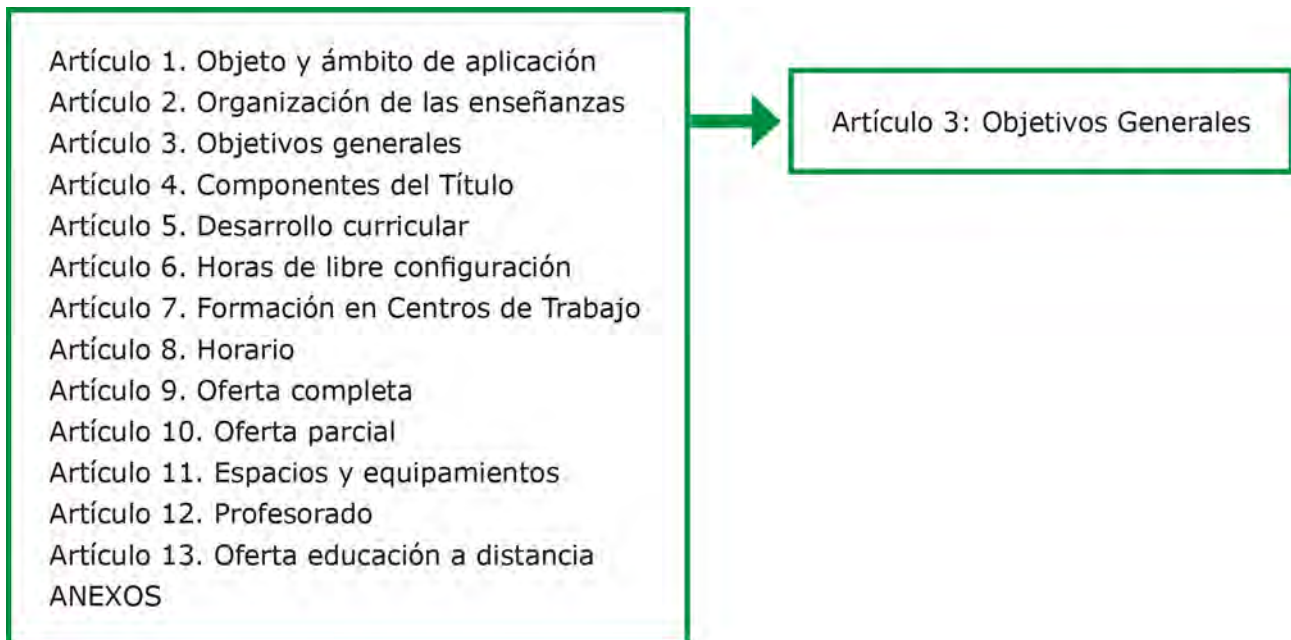 Artículo 1. Objeto y ámbito de aplicación
Artículo 2. Organización de las enseñanzas
Artículo 3. Objetivos generales
Artículo 4. Componentes del Título
Artículo 5. Desarrollo curricular
Artículo 6. Horas de libre configuración
Artículo 7. Formación en Centros de Trabajo
Artículo 8. Horario
Artículo 9. Oferta completa
Artículo 10. Oferta parcial
Artículo 11. Espacios y equipamientos
Artículo 12. Profesorado
Artículo 13. Oferta educación a distancia
ANEXOS
Artículo 3: Objetivos Generales